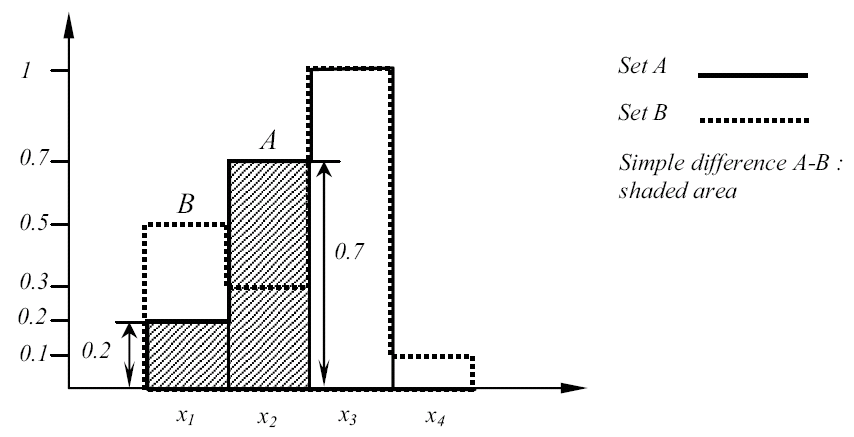 1
0.7
0.5
0.3
0.2
0.1
B
A
0.2
0.7
x1 x2 x3 x4
Set A
Set B
Simple difference A-B :
shaded area